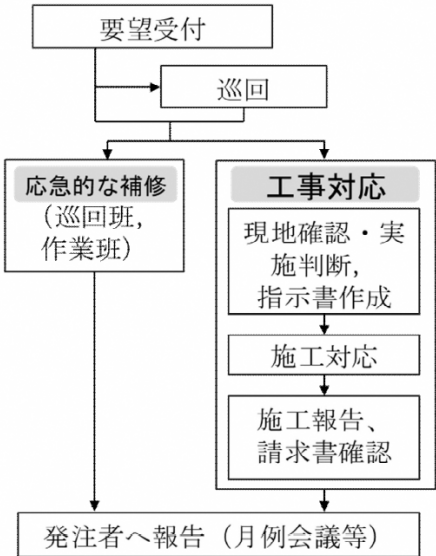 要望受付
巡回
応急的な補修
（巡回班,
作業班）
工事対応
現地確認・実
施判断,
指示書作成
施工対応
施工報告、
請求書確認
発注者へ報告（月例会議等）